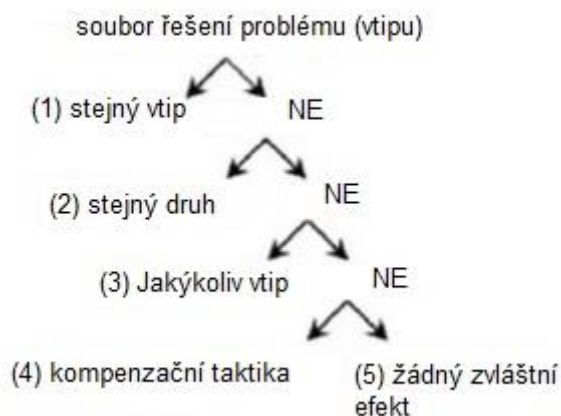 soubor řešení problému (vtipu)
(1) stejný vtip NE
(2) stejný druh NE
(3) Jakýkoliv vtip NE
(4) kompenzační taktika (5) žádný zvláštní
efekt